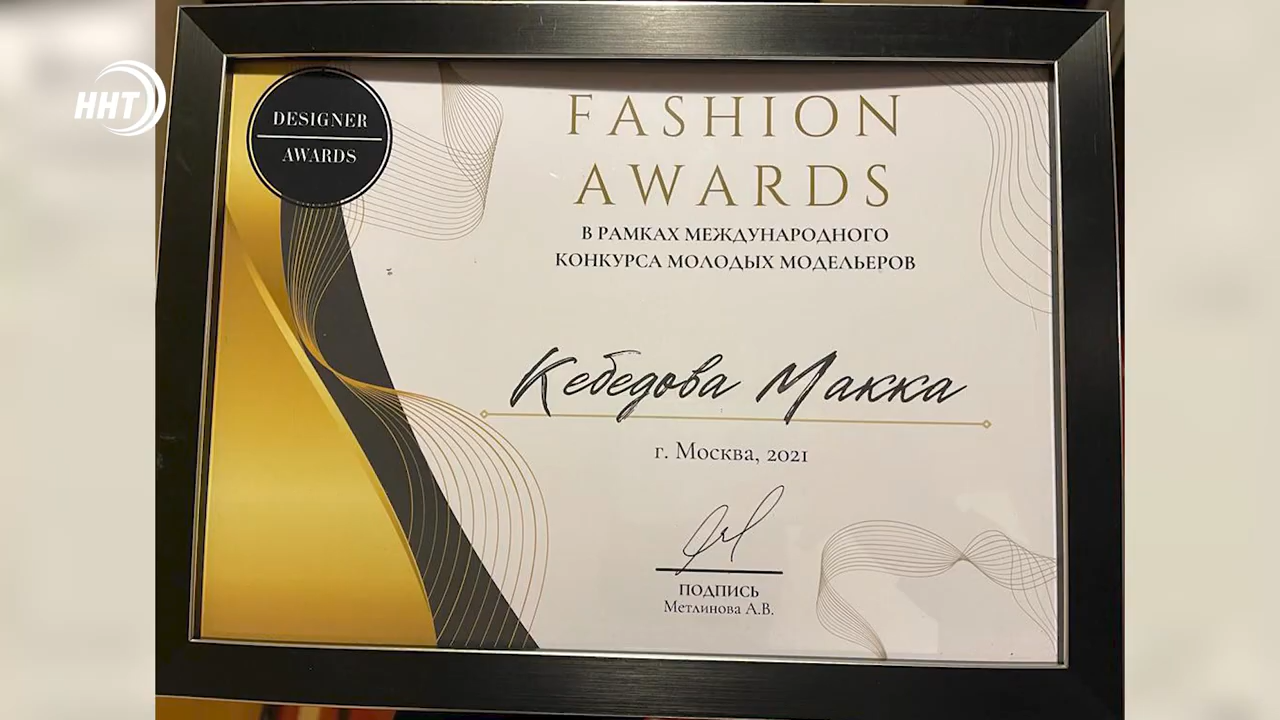 ННТ
DESIGNER
AWARDS
FASHION
AWARDS
В РАМКАХ МЕЖДУНАРОДНОГО
КОНКУРСА МОЛОДЫХ МОДЕЛЬЕРОВ
Кебедова Макка
г. Москва, 2021
ПОДПИСЬ
Метлинова А.В.